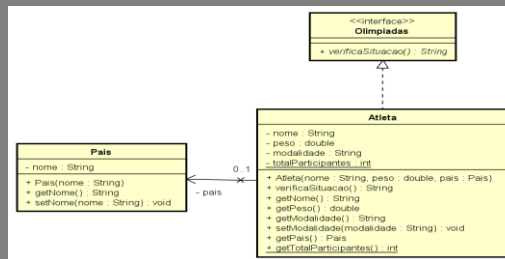 <<interface>>
Olimpiadas
+ verificaSituacao() : String
Pais
- nome : String
+ Pais(nome : String)
+ getNome() : String
+ setNome(nome : String) : void
0..1
- pais
Atleta
- nome : String
- peso : double
- modalidade : String
- totalParticipantes : int
+ Atleta(nome : String, peso : double, pais : Pais)
+ verificaSituacao() : String
+ getNome() : String
+ getPeso() : double
+ getModalidade() : String
+ setModalidade(modalidade : String) : void
+ getPais() : Pais
+ getTotalParticipantes() : int